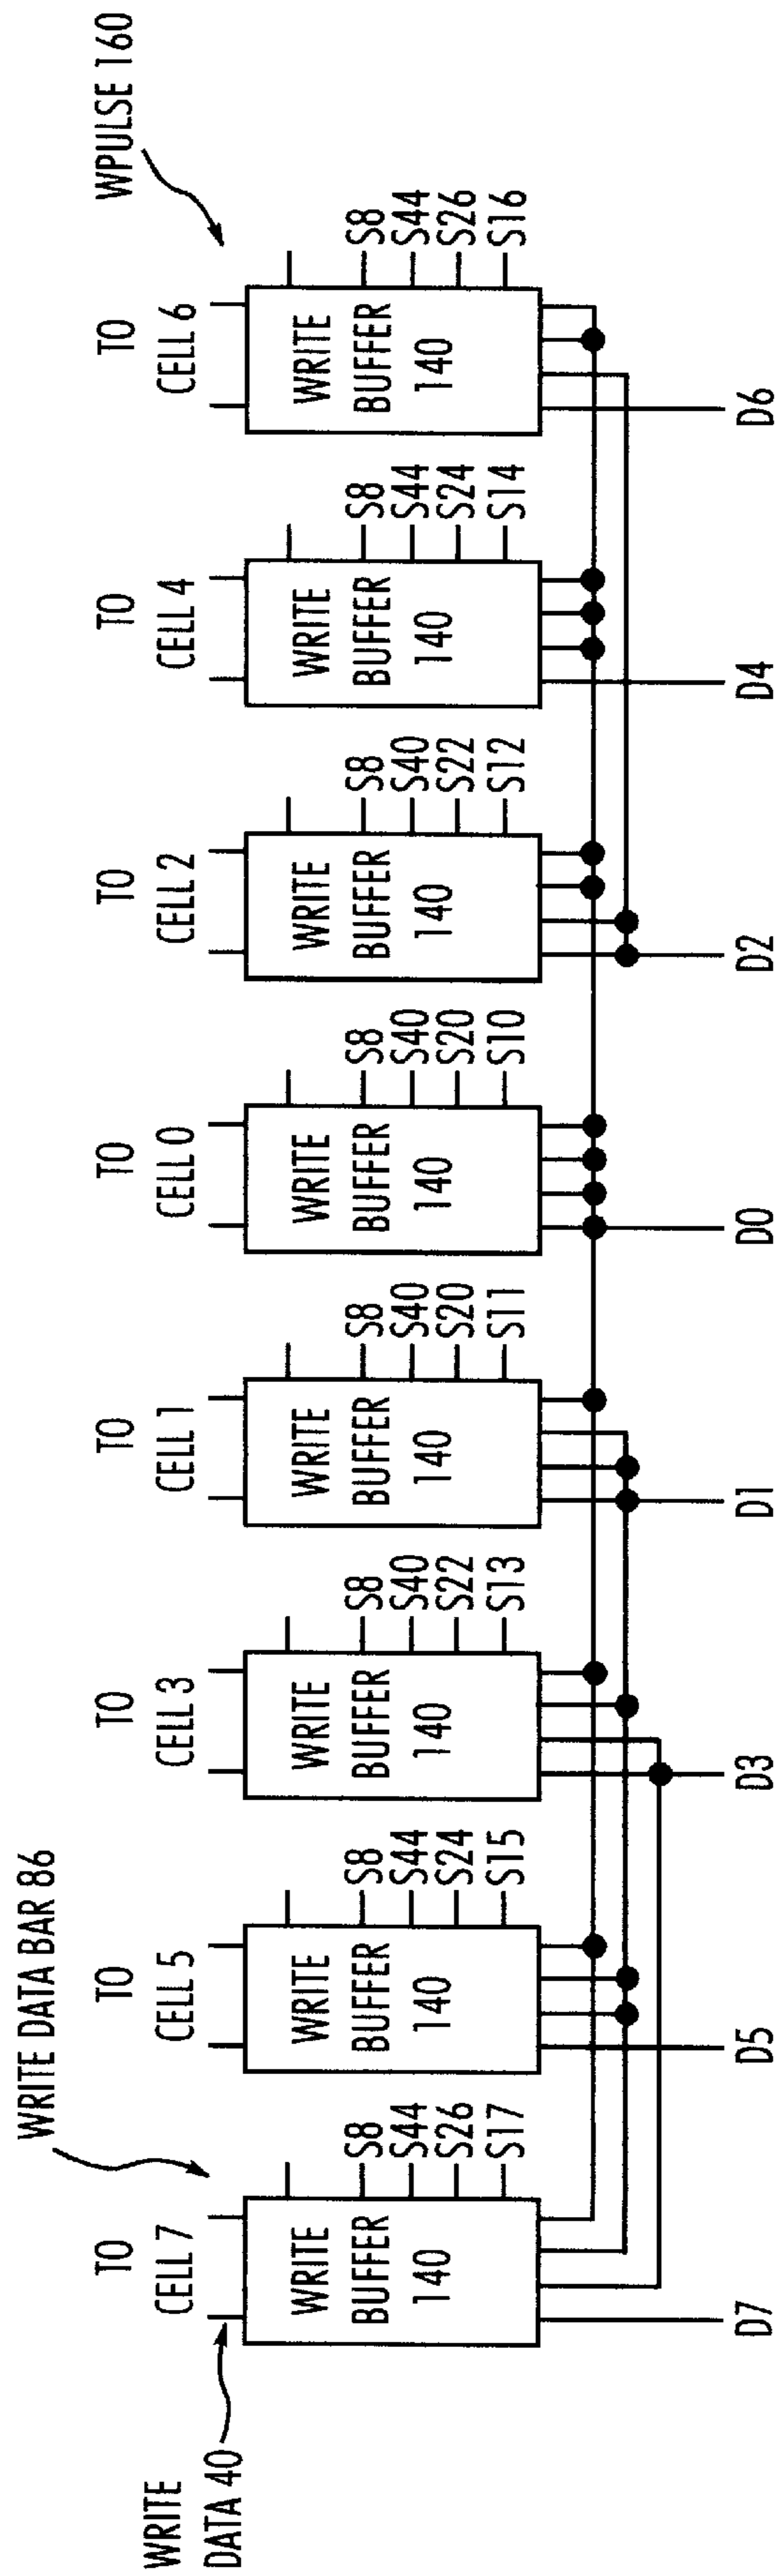 WRITE DATA BAR 86
WPULSE 160
WRITE
DATA 40
TO
CELL 7
WRITE
BUFFER
140
S8
S44
S26
S17
D7
TO
CELL 5
WRITE
BUFFER
140
S8
S44
S24
S15
D5
TO
CELL 3
WRITE
BUFFER
140
S8
S40
S22
S13
D3
TO
CELL 1
WRITE
BUFFER
140
S8
S40
S20
S11
D1
TO
CELL 0
WRITE
BUFFER
140
S8
S40
S20
S10
D0
TO
CELL 2
WRITE
BUFFER
140
S8
S40
S22
S12
D2
TO
CELL 4
WRITE
BUFFER
140
S8
S44
S24
S14
D4
TO
CELL 6
WRITE
BUFFER
140
S8
S44
S26
S16
D6